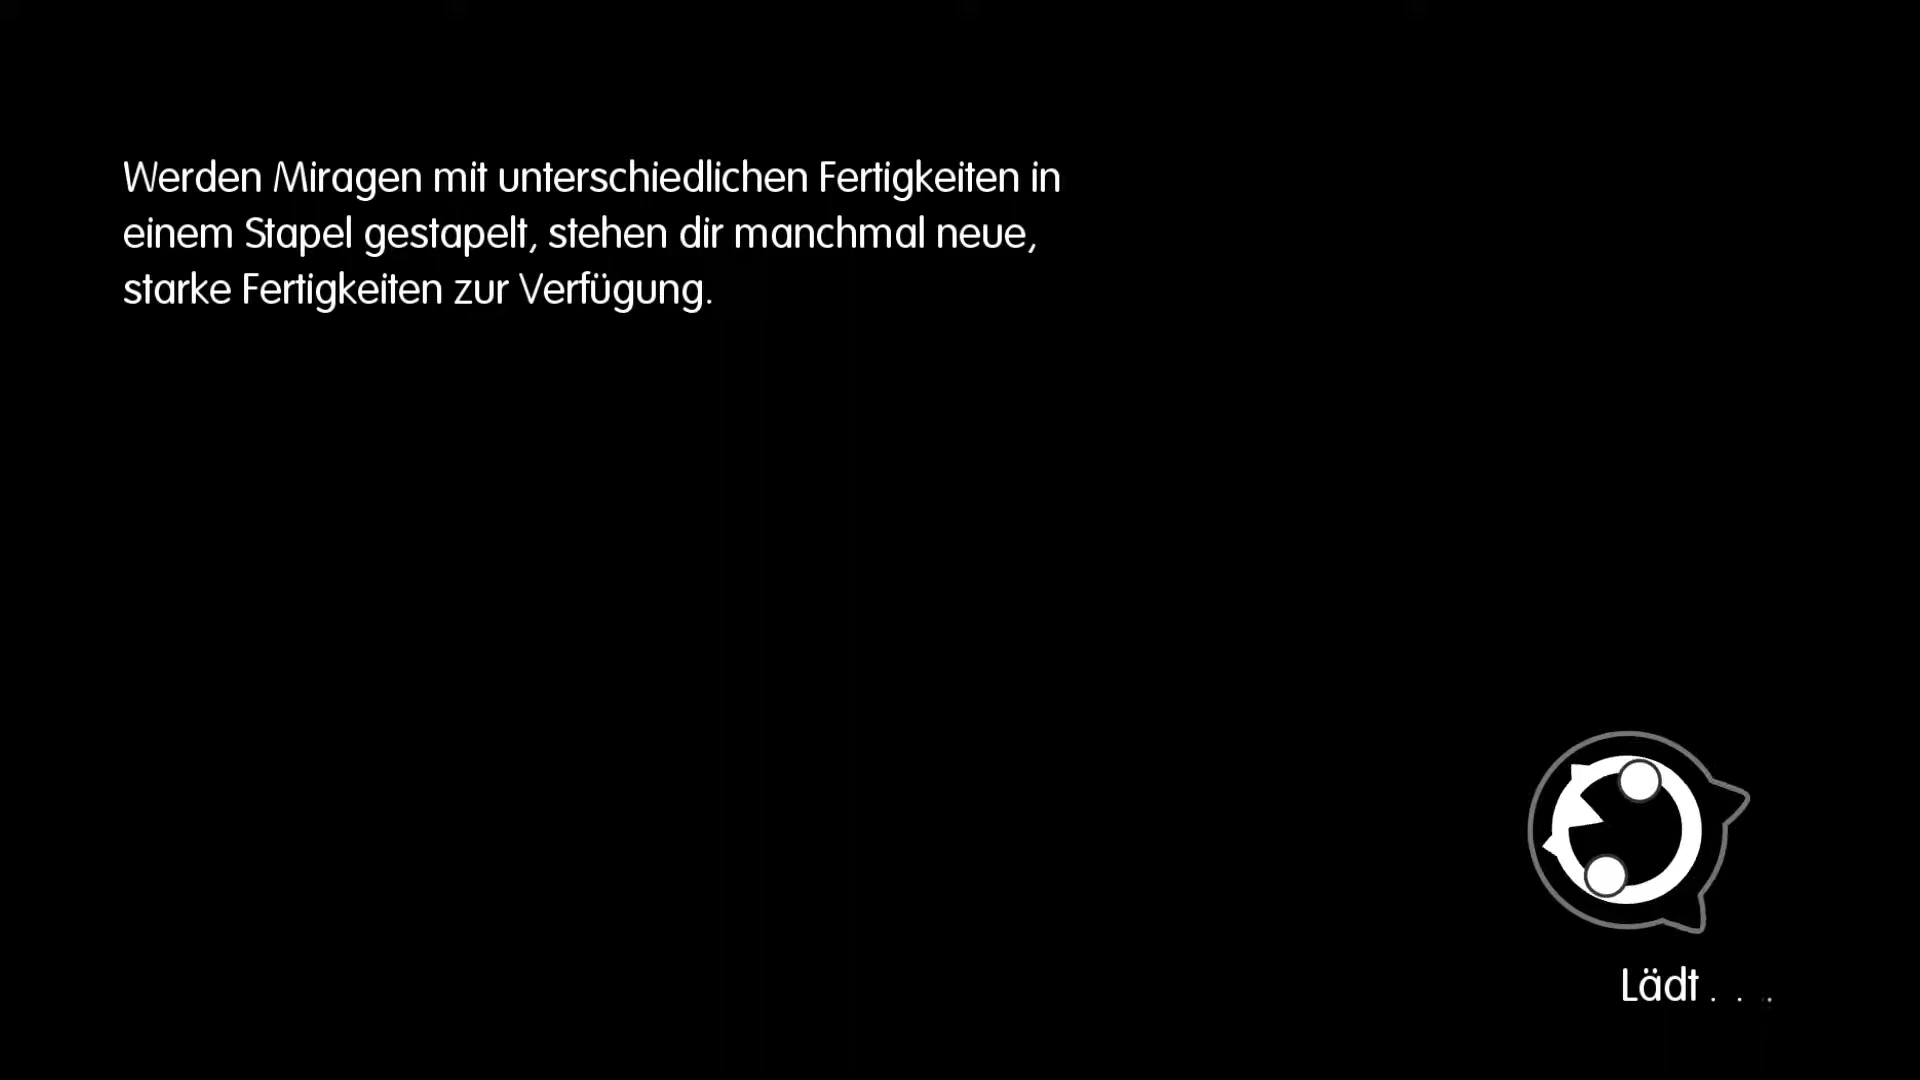 Werden Miragen mit unterschiedlichen Fertigkeiten in
einem Stapel gestapelt, stehen dir manchmal neue,
starke Fertigkeiten zur Verfügung.
Lädt . . .